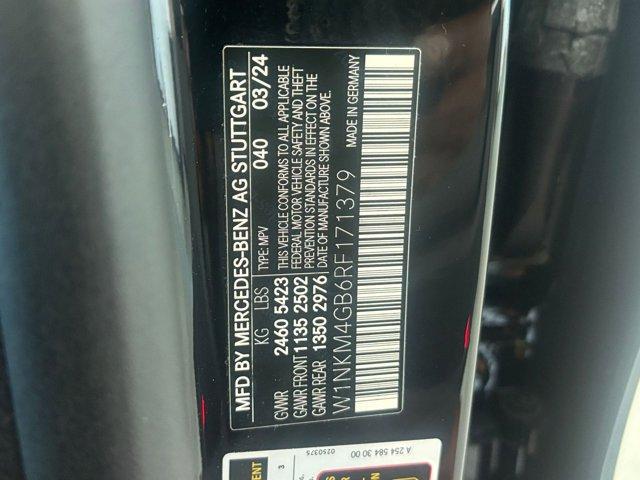 MFD BY MERCEDES-BENZ AG STUTTGART
KG LBS TYPE: MPV 040 03/24
GVWR 2460 5423
GAWR FRONT 1135 2502
GAWR REAR 1350 2976
THIS VEHICLE CONFORMS TO ALL APPLICABLE
FEDERAL MOTOR VEHICLE SAFETY AND THEFT
PREVENTION STANDARDS IN EFFECT ON THE
DATE OF MANUFACTURE SHOWN ABOVE.
W1NKM4GB6RF171379 MADE IN GERMANY
A 254 584 30 00
0250375
3